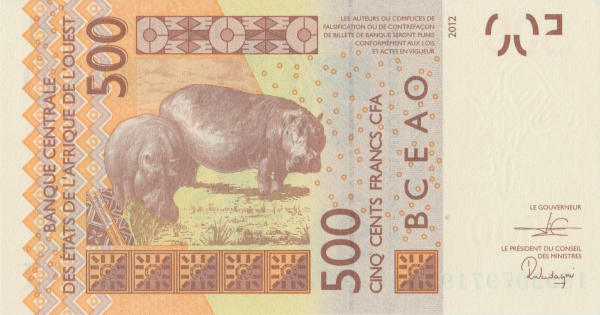 BANQUE CENTRALE
DES ÉTATS DE L'AFRIQUE DE L'OUEST
500
LES AUTEURS OU COMPLICES DE
FALSIFICATION OU DE CONTREFAÇON
DE BILLETS DE BANQUE SERONT PUNIS
CONFORMÉMENT AUX LOIS
ET ACTES EN VIGUEUR
2012
500
CINQ CENTS FRANCS CFA
BCEAO
LE GOUVERNEUR
LE PRÉSIDENT DU CONSEIL
DES MINISTRES